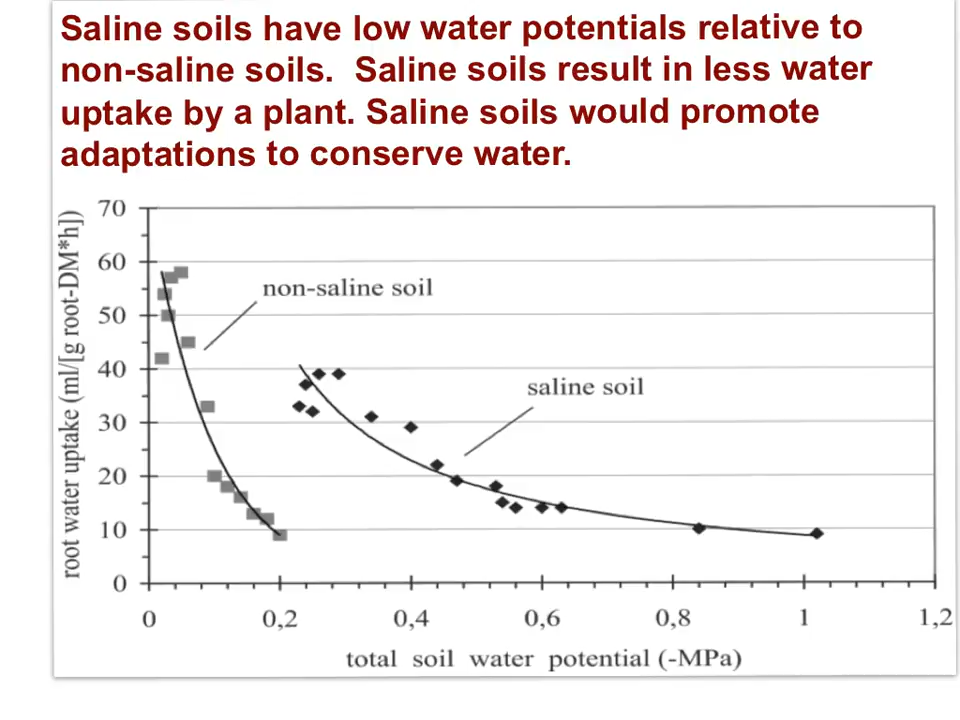 Saline soils have low water potentials relative to
non-saline soils.  Saline soils result in less water
uptake by a plant. Saline soils would promote
adaptations to conserve water.
root water uptake (ml/[g root-DM*h])
70
60
50
40
30
20
10
0
non-saline soil
saline soil
0 0,2 0,4 0,6 0,8 1 1,2
total soil water potential (-MPa)